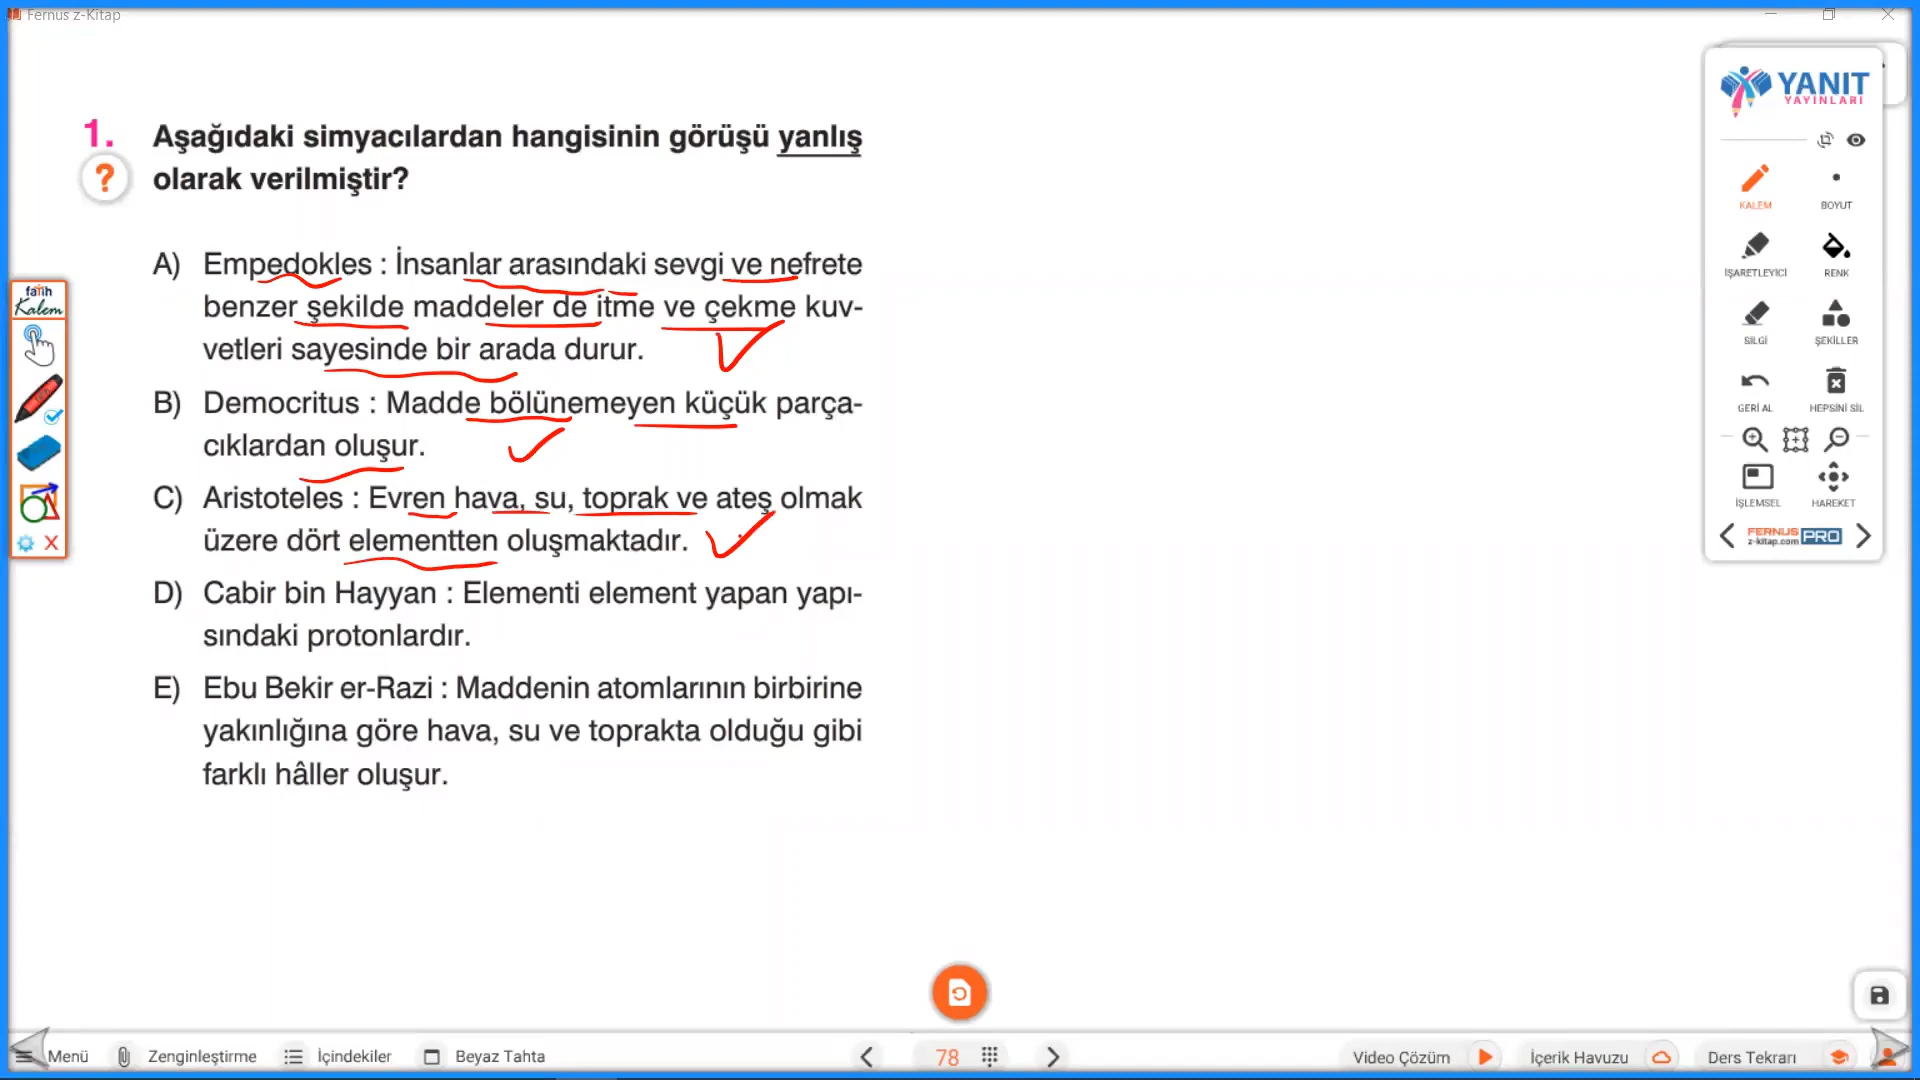 Fernus z-Kitap
YANIT
YAYINLARI
1. Aşağıdaki simyacılardan hangisinin görüşü yanlış
olarak verilmiştir?
?
A) Empedokles : İnsanlar arasındaki sevgi ve nefrete
benzer şekilde maddeler de itme ve çekme kuv-
vetleri sayesinde bir arada durur.
B) Democritus : Madde bölünemeyen küçük parça-
cıklardan oluşur.
C) Aristoteles : Evren hava, su, toprak ve ateş olmak
üzere dört elementten oluşmaktadır.
D) Cabir bin Hayyan : Elementi element yapan yapı-
sındaki protonlardır.
E) Ebu Bekir er-Razi : Maddenin atomlarının birbirine
yakınlığına göre hava, su ve toprakta olduğu gibi
farklı hâller oluşur.
fatih
Kalem
X
KALEM BOYUT
İŞARETLEYİCİ RENK
SİLGİ ŞEKİLLER
GERİ AL HEPSİNİ SİL
İŞLEMSEL HAREKET
FERNUS
z-kitap.com PRO
Menü Zenginleştirme İçindekiler Beyaz Tahta 78 Video Çözüm İçerik Havuzu Ders Tekrarı